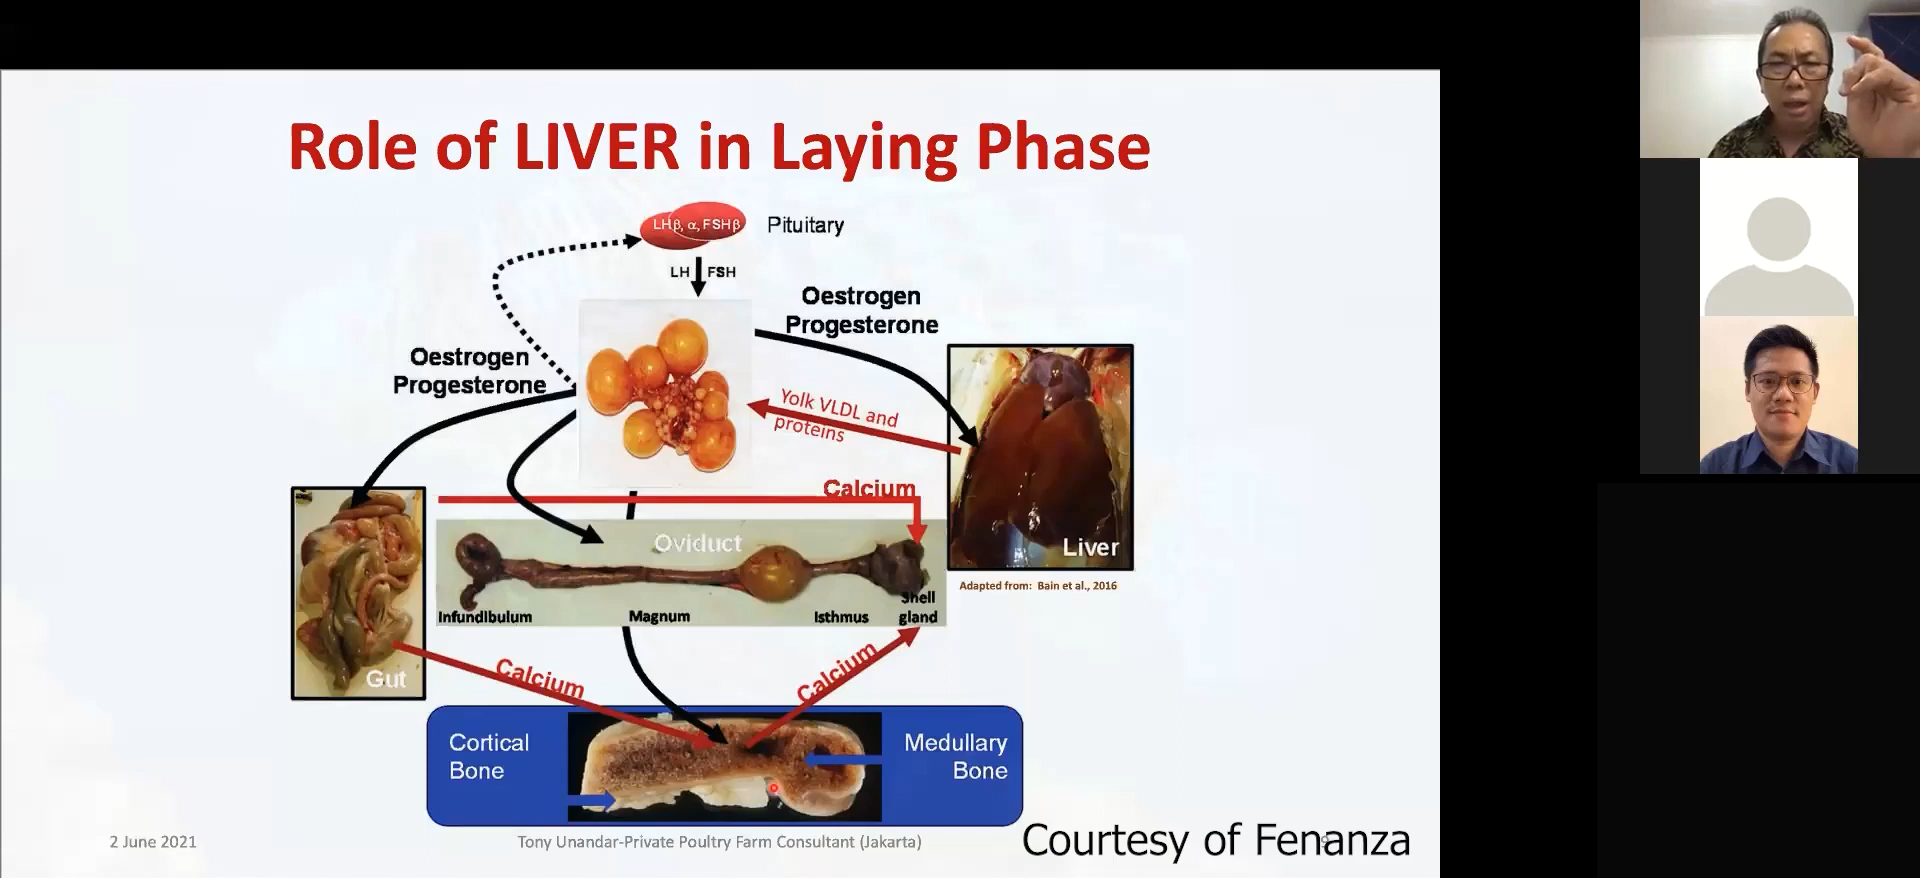 Role of LIVER in Laying Phase
LHβ, α, FSHβ
Pituitary
LH
FSH
Oestrogen
Progesterone
Oestrogen
Progesterone
Yolk VLDL and
proteins
Calcium
Oviduct
Liver
Adapted from: Bain et al., 2016
Infundibulum
Magnum
Isthmus
Shell
gland
Gut
Calcium
Calcium
Cortical
Bone
Medullary
Bone
2 June 2021
Tony Unandar-Private Poultry Farm Consultant (Jakarta)
Courtesy of Fenanza